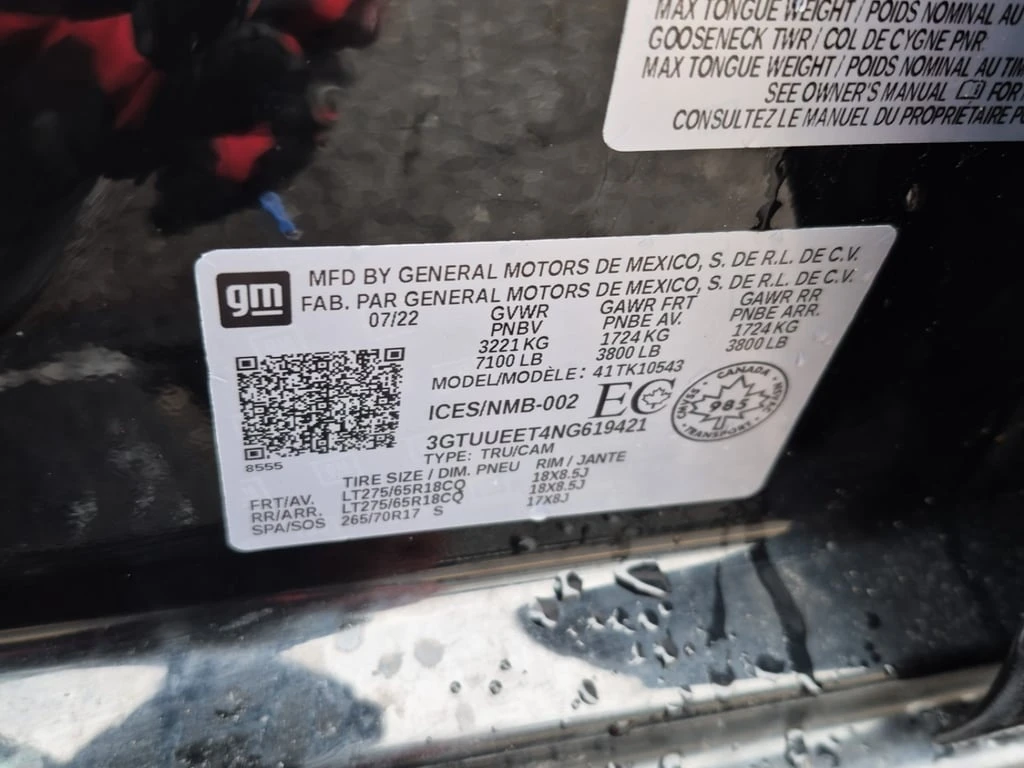 MAX TONGUE WEIGHT / POIDS NOMINAL AU
GOOSENECK TWR / COL DE CYGNE PNR
MAX TONGUE WEIGHT / POIDS NOMINAL AU TIM
SEE OWNER'S MANUAL FOR
CONSULTEZ LE MANUEL DU PROPRIETAIRE
gm
MFD BY GENERAL MOTORS DE MEXICO, S. DE R.L. DE C.V.
FAB. PAR GENERAL MOTORS DE MEXICO, S. DE R.L. DE C.V.
07/22 GVWR GAWR FRT GAWR RR
PNBV PNBE AV. PNBE ARR.
3221 KG 1724 KG 1724 KG
7100 LB 3800 LB 3800 LB
MODEL/MODÈLE: 41TK10543
ICES/NMB-002 EC
CANADA
985
TRANSPORT
3GTUUEET4NG619421
TYPE: TRU/CAM
8555
TIRE SIZE / DIM. PNEU RIM / JANTE
FRT/AV. LT275/65R18CQ 18X8.5J
RR/ARR. LT275/65R18CQ 18X8.5J
SPA/SOS 265/70R17 S 17X8J